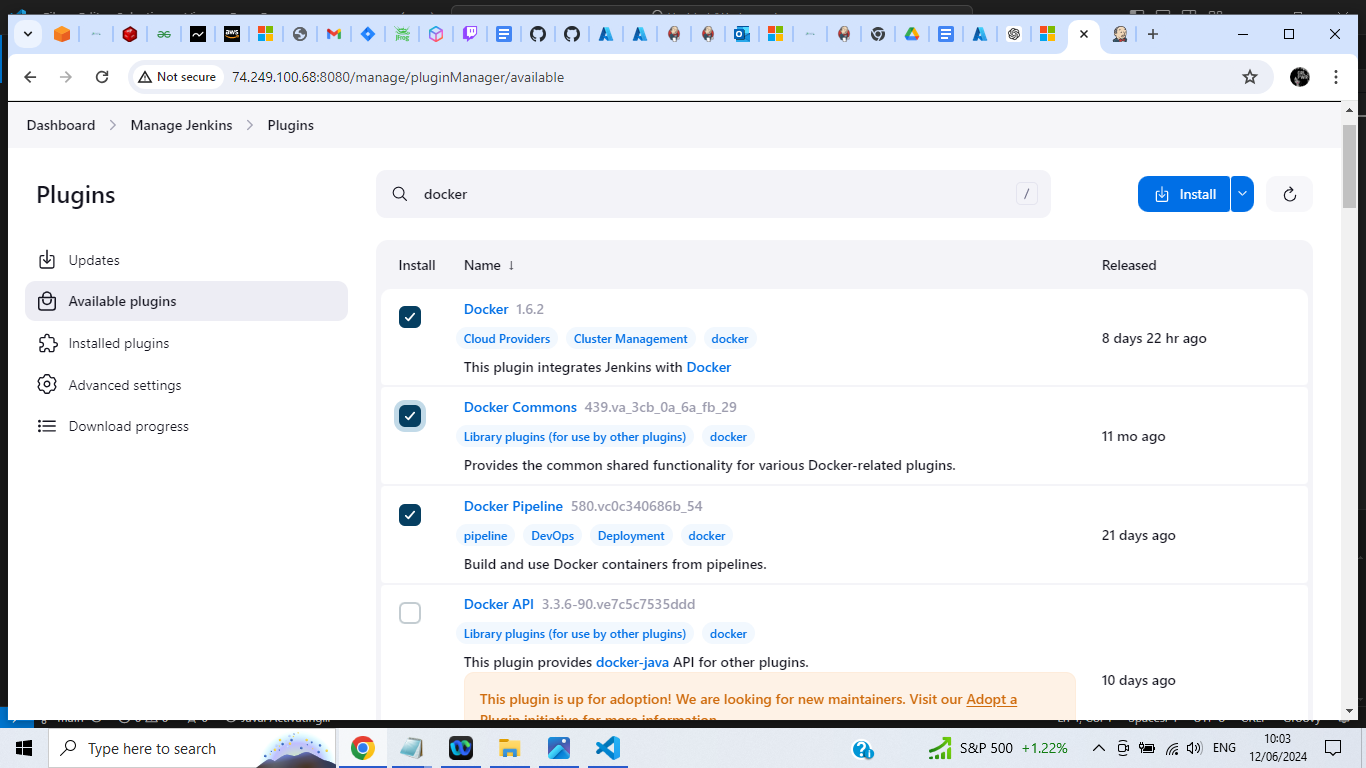 Not secure
74.249.100.68:8080/manage/pluginManager/available
Dashboard
Manage Jenkins
Plugins
Plugins
docker
/
Install
Updates
Available plugins
Installed plugins
Advanced settings
Download progress
Install
Name ↓
Released
Docker 1.6.2
Cloud Providers
Cluster Management
docker
This plugin integrates Jenkins with Docker
8 days 22 hr ago
Docker Commons 439.va_3cb_0a_6a_fb_29
Library plugins (for use by other plugins)
docker
Provides the common shared functionality for various Docker-related plugins.
11 mo ago
Docker Pipeline 580.vc0c340686b_54
pipeline
DevOps
Deployment
docker
Build and use Docker containers from pipelines.
21 days ago
Docker API 3.3.6-90.ve7c5c7535ddd
Library plugins (for use by other plugins)
docker
This plugin provides docker-java API for other plugins.
10 days ago
This plugin is up for adoption! We are looking for new maintainers. Visit our Adopt a
Plugin initiative for more information.
Type here to search
S&P 500 +1.22%
ENG
10:03
12/06/2024